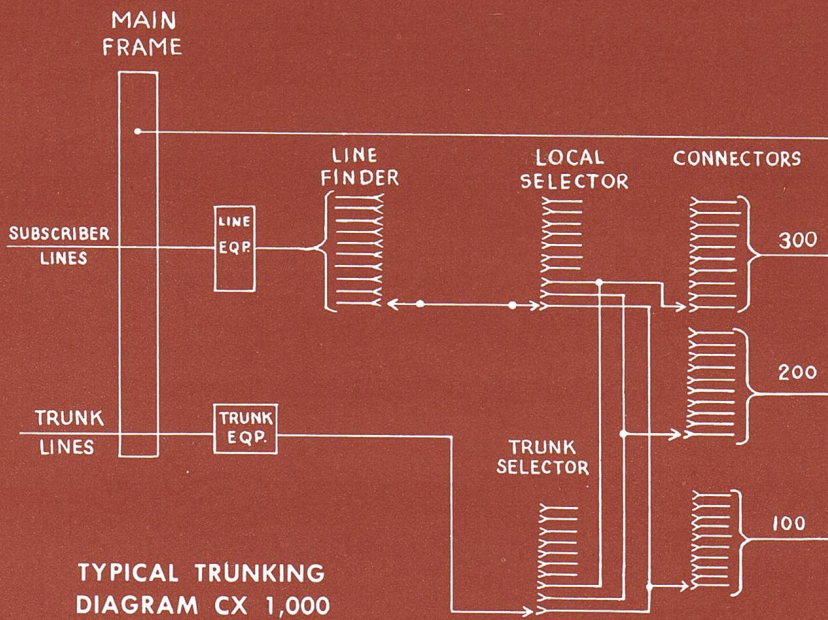 MAIN
FRAME
LINE
FINDER
LOCAL
SELECTOR
CONNECTORS
SUBSCRIBER
LINES
LINE
EQP.
300
200
TRUNK
LINES
TRUNK
EQP.
TRUNK
SELECTOR
100
TYPICAL TRUNKING
DIAGRAM CX 1,000